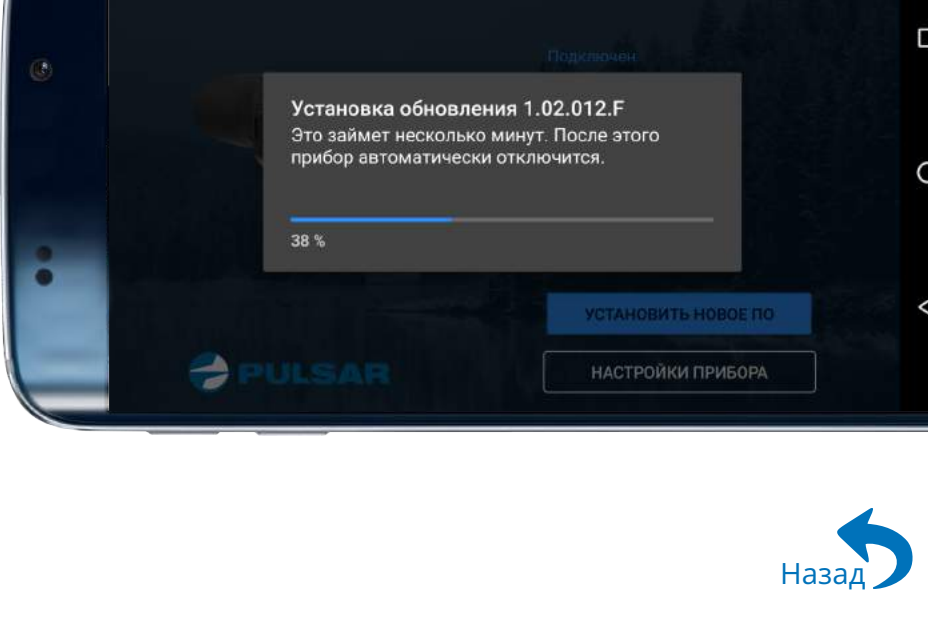 Подключен
Установка обновления 1.02.012.F
Это займет несколько минут. После этого
прибор автоматически отключится.
38 %
УСТАНОВИТЬ НОВОЕ ПО
PULSAR
НАСТРОЙКИ ПРИБОРА
Назад